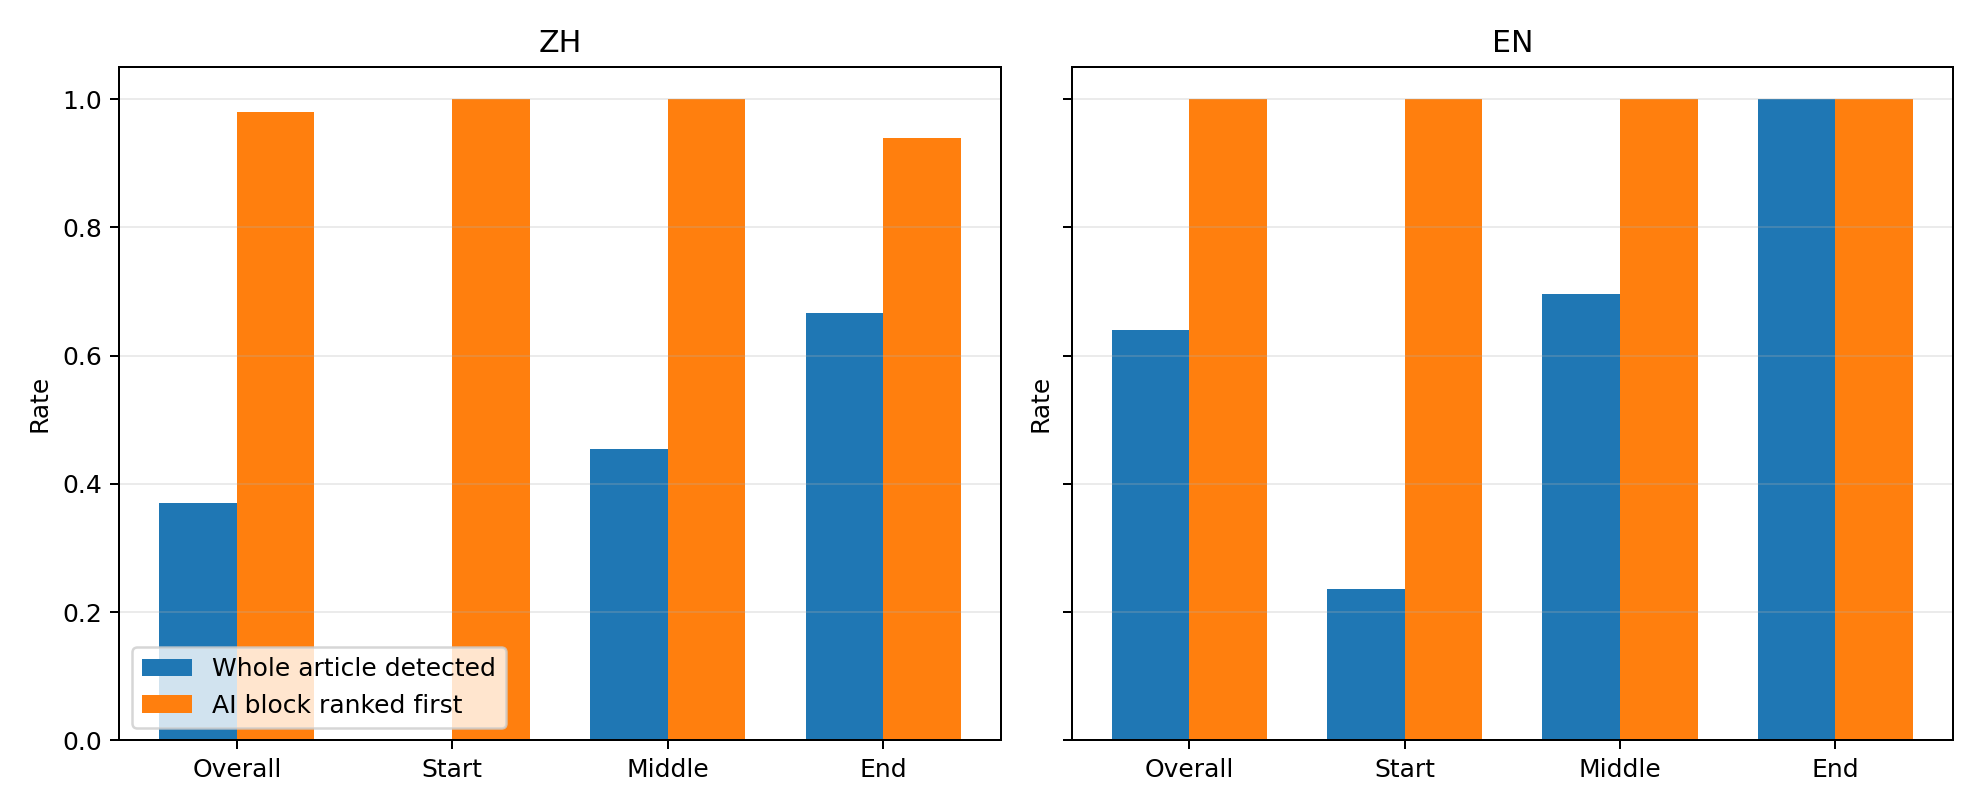 ZH
EN
Rate
1.0
0.8
0.6
0.4
0.2
0.0
Whole article detected
AI block ranked first
Overall Start Middle End
Rate
Overall Start Middle End